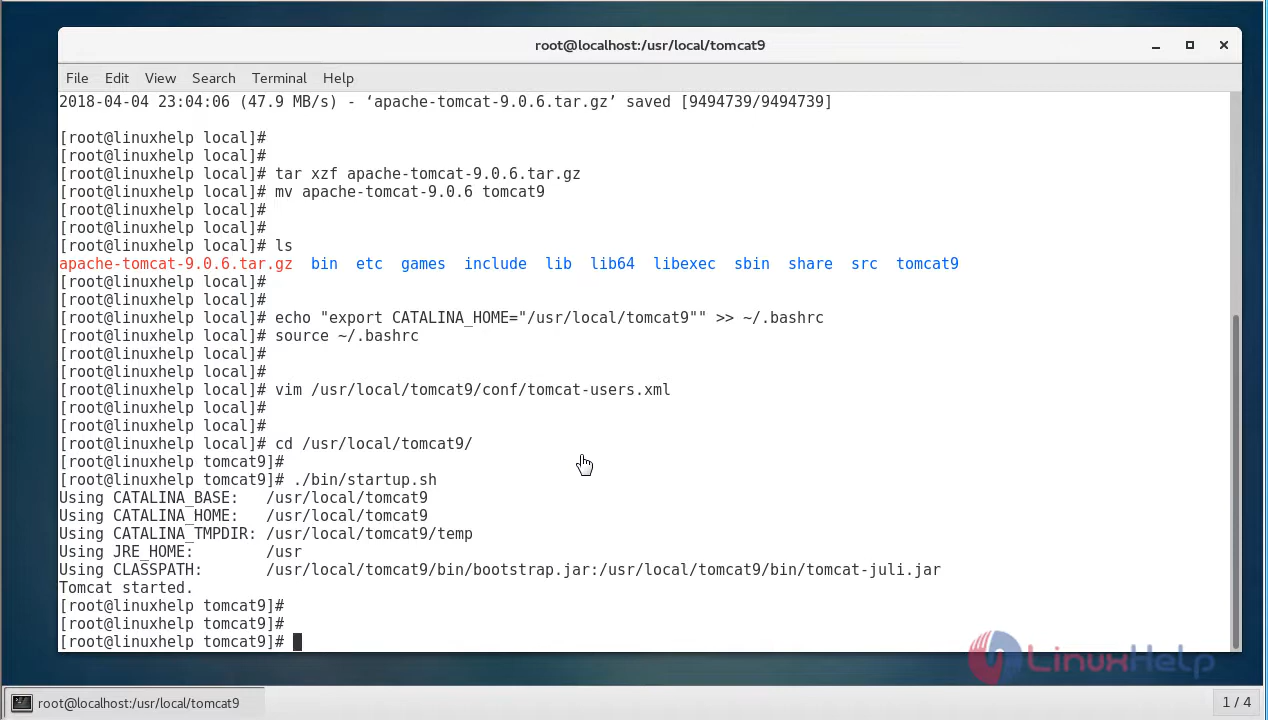 root@localhost:/usr/local/tomcat9
File Edit View Search Terminal Help
2018-04-04 23:04:06 (47.9 MB/s) - ‘apache-tomcat-9.0.6.tar.gz’ saved [9494739/9494739]
[root@linuxhelp local]#
[root@linuxhelp local]#
[root@linuxhelp local]# tar xzf apache-tomcat-9.0.6.tar.gz
[root@linuxhelp local]# mv apache-tomcat-9.0.6 tomcat9
[root@linuxhelp local]#
[root@linuxhelp local]#
[root@linuxhelp local]# ls
apache-tomcat-9.0.6.tar.gz bin etc games include lib lib64 libexec sbin share src tomcat9
[root@linuxhelp local]#
[root@linuxhelp local]#
[root@linuxhelp local]# echo "export CATALINA_HOME="/usr/local/tomcat9"" >> ~/.bashrc
[root@linuxhelp local]# source ~/.bashrc
[root@linuxhelp local]#
[root@linuxhelp local]#
[root@linuxhelp local]# vim /usr/local/tomcat9/conf/tomcat-users.xml
[root@linuxhelp local]#
[root@linuxhelp local]#
[root@linuxhelp local]# cd /usr/local/tomcat9/
[root@linuxhelp tomcat9]#
[root@linuxhelp tomcat9]# ./bin/startup.sh
Using CATALINA_BASE:   /usr/local/tomcat9
Using CATALINA_HOME:   /usr/local/tomcat9
Using CATALINA_TMPDIR: /usr/local/tomcat9/temp
Using JRE_HOME:        /usr
Using CLASSPATH:       /usr/local/tomcat9/bin/bootstrap.jar:/usr/local/tomcat9/bin/tomcat-juli.jar
Tomcat started.
[root@linuxhelp tomcat9]#
[root@linuxhelp tomcat9]#
[root@linuxhelp tomcat9]#
LinuxHelp
root@localhost:/usr/local/tomcat9
1 / 4